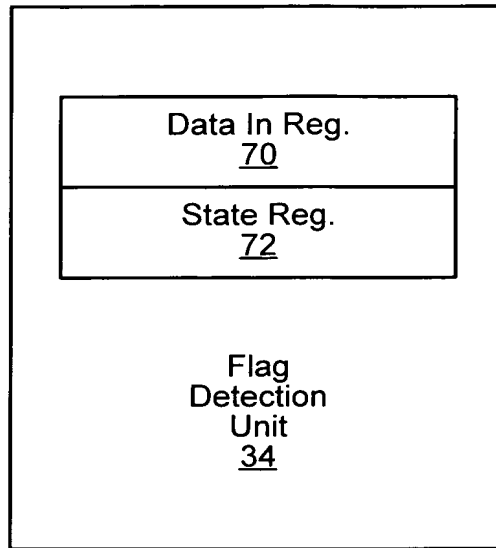 Data In Reg.
70
State Reg.
72
Flag
Detection
Unit
34